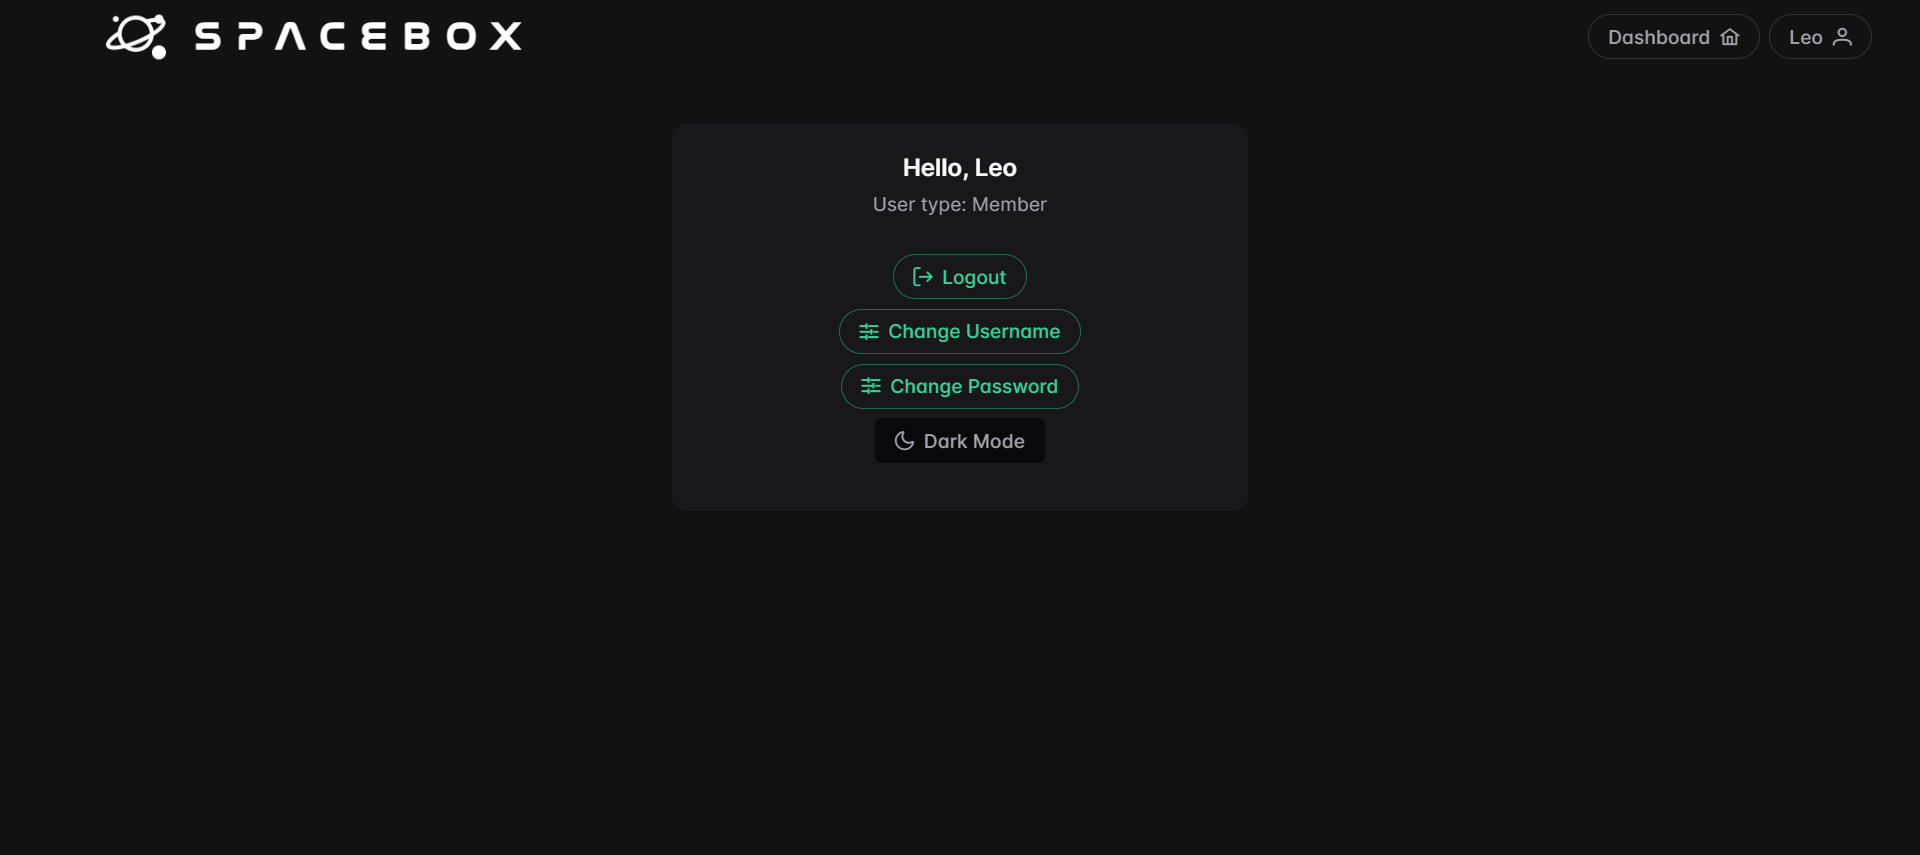 SPACEBOX
Dashboard
Leo
Hello, Leo
User type: Member
Logout
Change Username
Change Password
Dark Mode